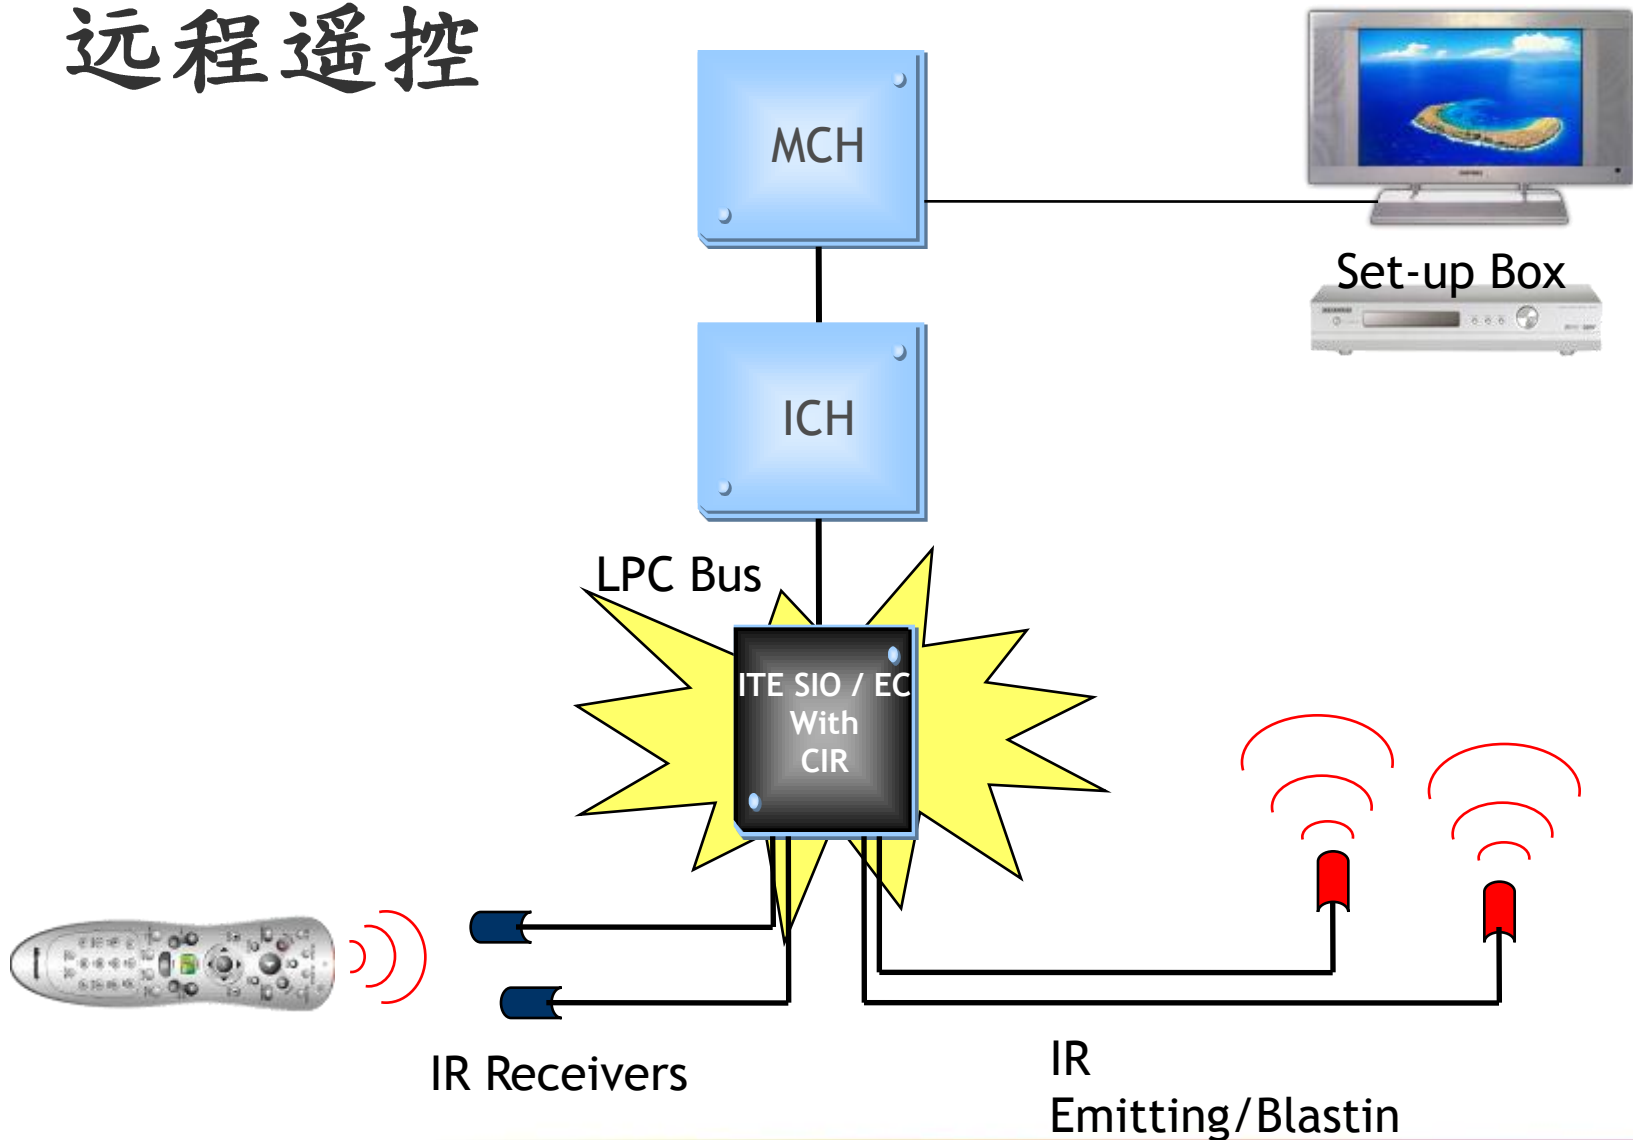 远程遥控
MCH
Set-up Box
ICH
LPC Bus
ITE SIO / EC
With
CIR
IR Receivers
IR
Emitting/Blastin